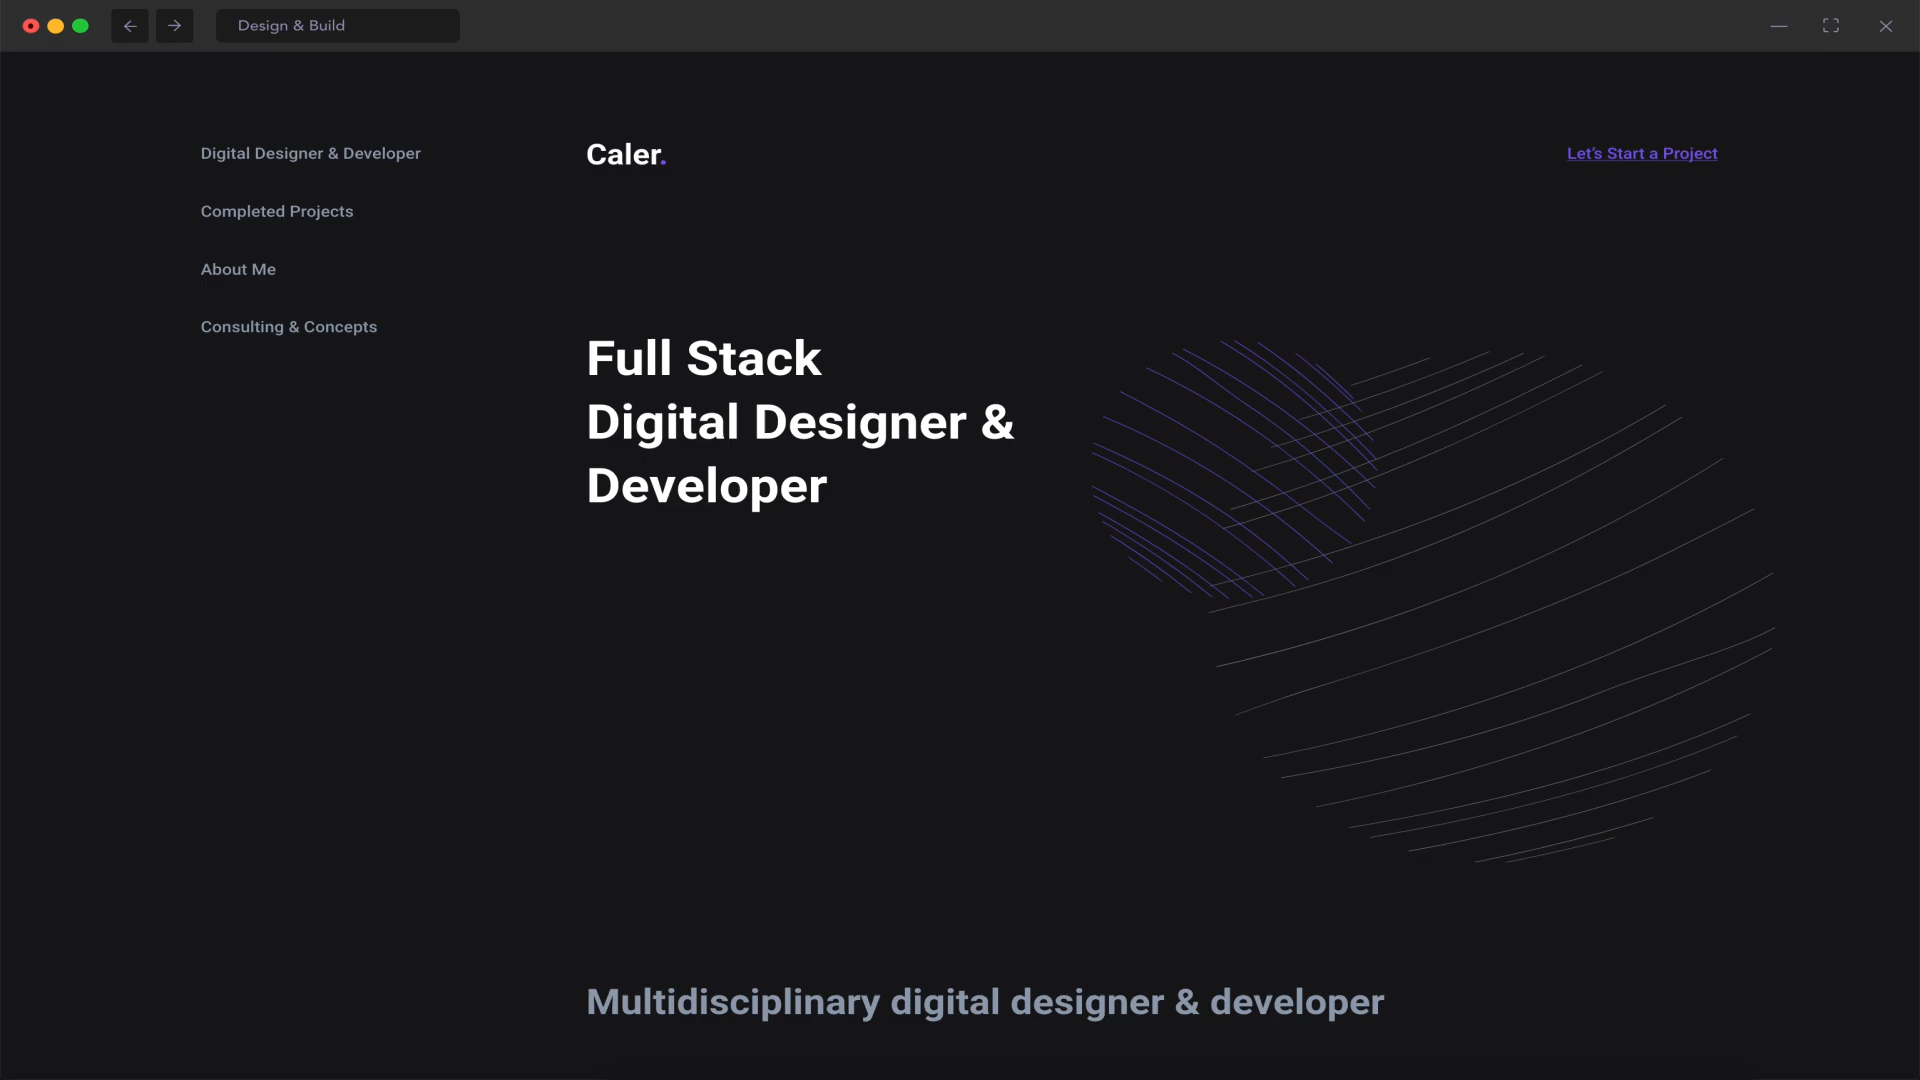 Design & Build
Digital Designer & Developer
Completed Projects
About Me
Consulting & Concepts
Caler.
Let's Start a Project
Full Stack
Digital Designer &
Developer
Multidisciplinary digital designer & developer